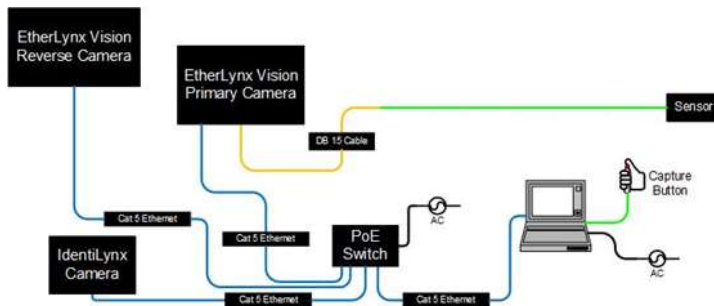 EtherLynx Vision
Reverse Camera
EtherLynx Vision
Primary Camera
Sensor
DB 15 Cable
Capture
Button
Cat 5 Ethernet
AC
Cat 5 Ethernet
PoE
Switch
IdentiLynx
Camera
AC
Cat 5 Ethernet
Cat 5 Ethernet